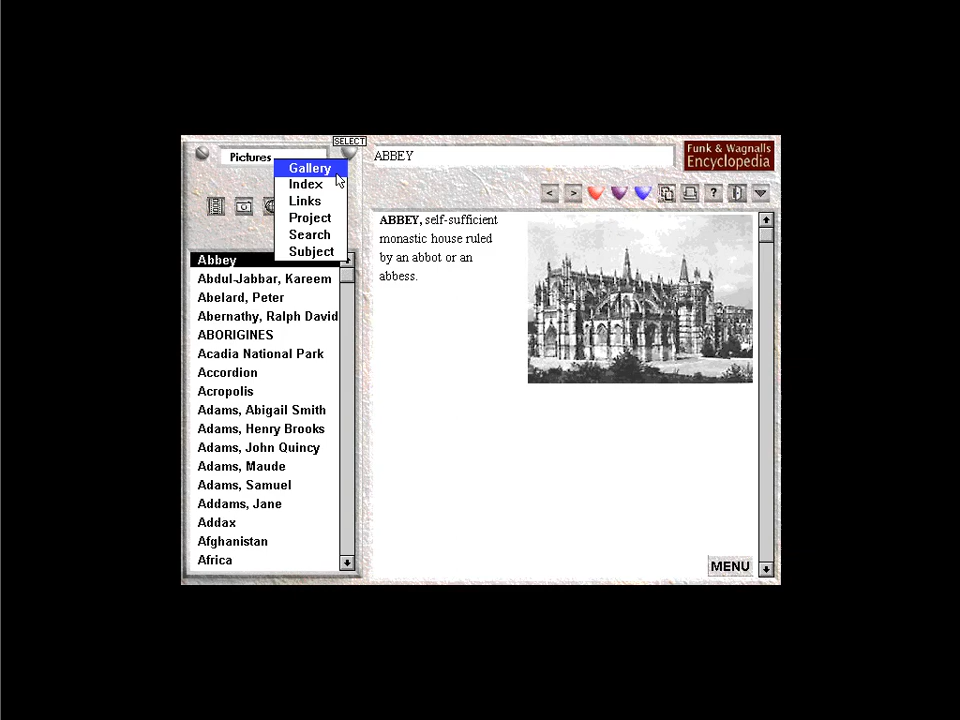 SELECT
Pictures
ABBEY
Funk & Wagnalls
Encyclopedia
Gallery
Index
Links
Project
Search
Subject
<
>
?
ABBEY, self-sufficient
monastic house ruled
by an abbot or an
abbess.
Abbey
Abdul-Jabbar, Kareem
Abelard, Peter
Abernathy, Ralph David
ABORIGINES
Acadia National Park
Accordion
Acropolis
Adams, Abigail Smith
Adams, Henry Brooks
Adams, John Quincy
Adams, Maude
Adams, Samuel
Addams, Jane
Addax
Afghanistan
Africa
MENU